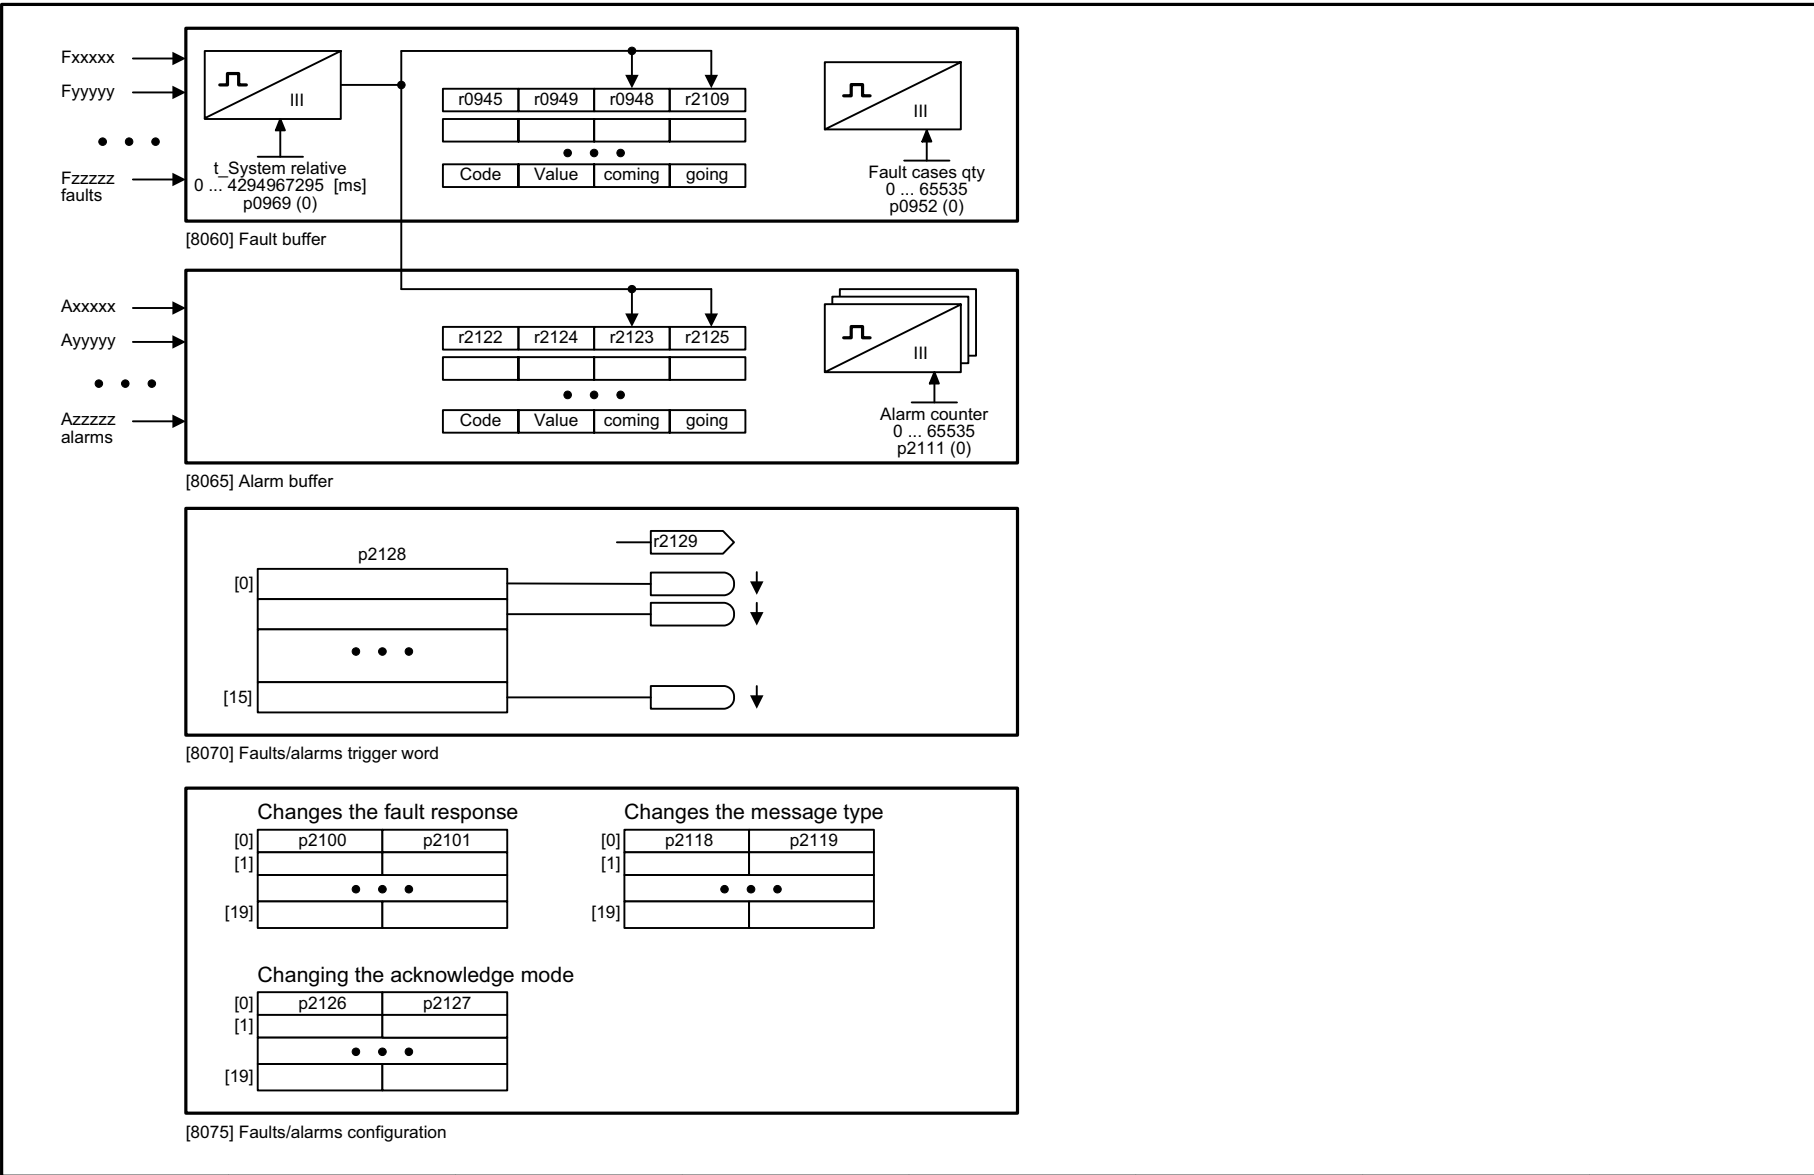 Fxxxxx
Fyyyyy
Fzzzzz
faults
III
t_System relative
0 ... 4294967295 [ms]
p0969 (0)
r0945 r0949 r0948 r2109
Code Value coming going
III
Fault cases qty
0 ... 65535
p0952 (0)
[8060] Fault buffer
Axxxxx
Ayyyyy
Azzzzz
alarms
r2122 r2124 r2123 r2125
Code Value coming going
III
Alarm counter
0 ... 65535
p2111 (0)
[8065] Alarm buffer
r2129
p2128
[0]
[15]
[8070] Faults/alarms trigger word
Changes the fault response
[0] p2100 p2101
[1]
[19]
Changes the message type
[0] p2118 p2119
[1]
[19]
Changing the acknowledge mode
[0] p2126 p2127
[1]
[19]
[8075] Faults/alarms configuration